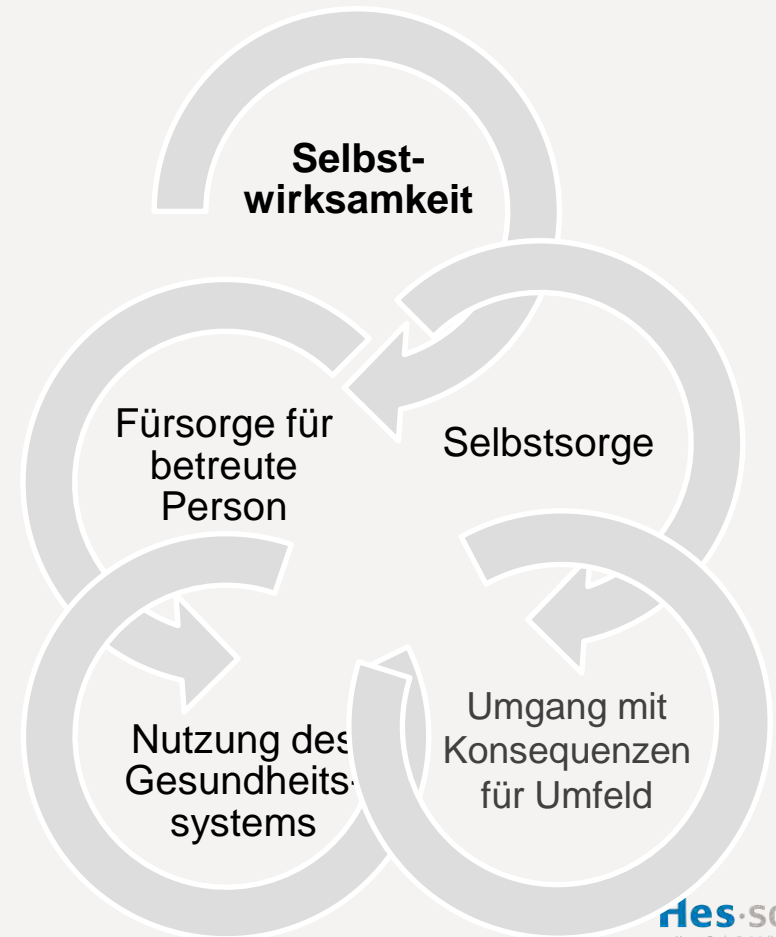 Selbst-
wirksamkeit
Fürsorge für
betreute
Person
Selbstsorge
Nutzung des
Gesundheits-
systems
Umgang mit
Konsequenzen
für Umfeld